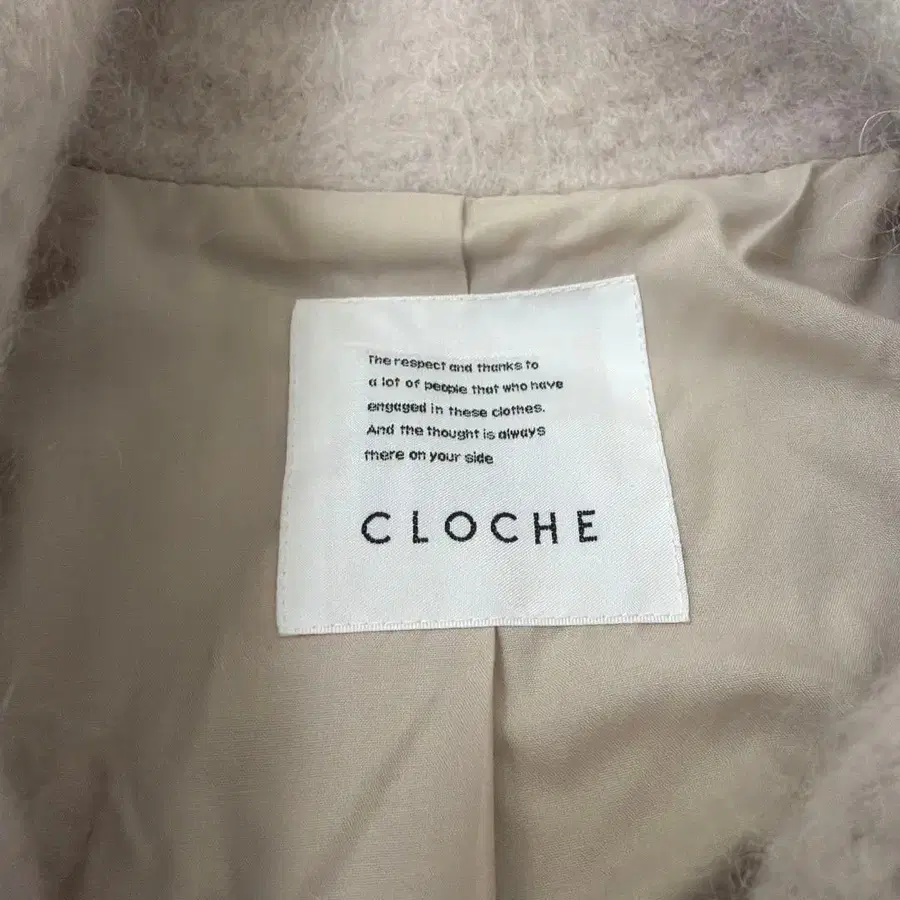 The respect and thanks to
a lot of people that who have
engaged in these clothes.
And the thought is always
there on your side
CLOCHE